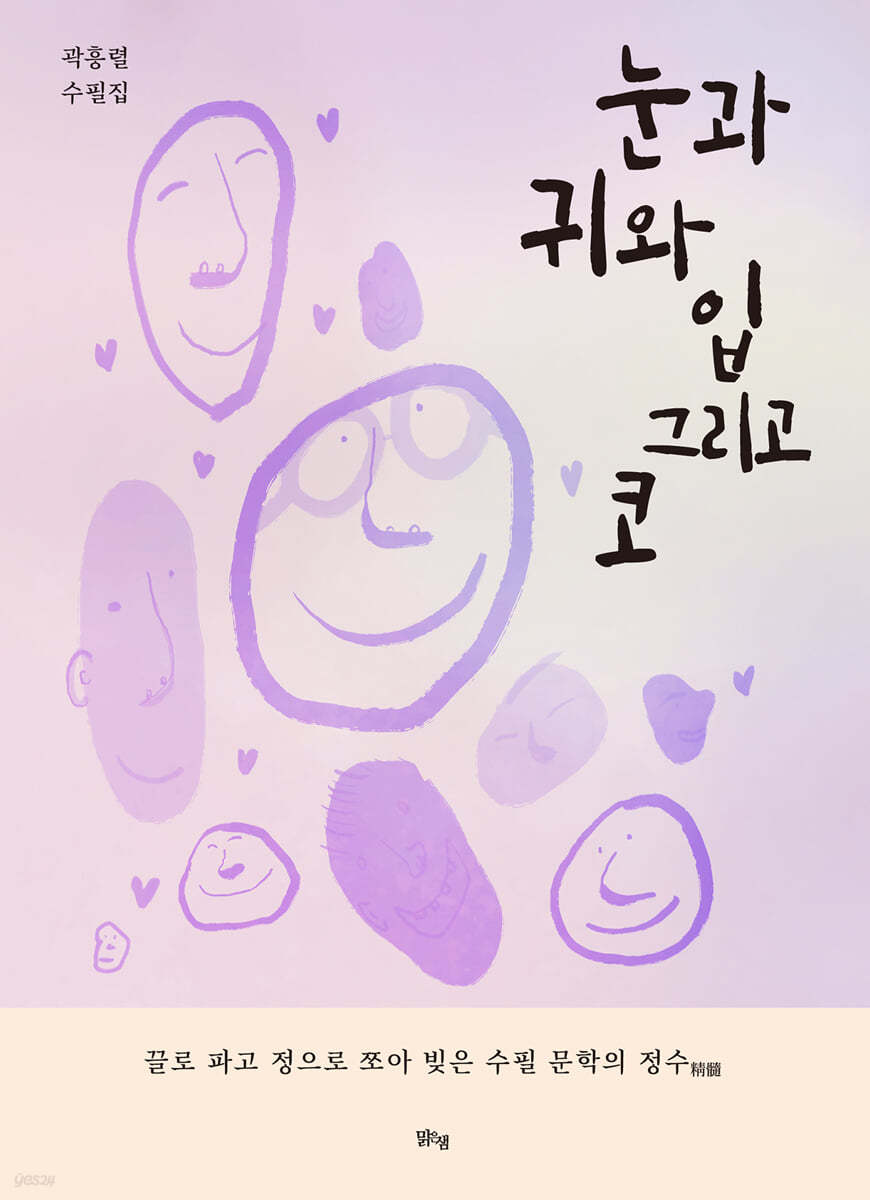 곽흥렬
수필집
눈과
귀와
입
그리고
코
끌로 파고 정으로 쪼아 빚은 수필 문학의 정수精髓
맑은샘
yes24